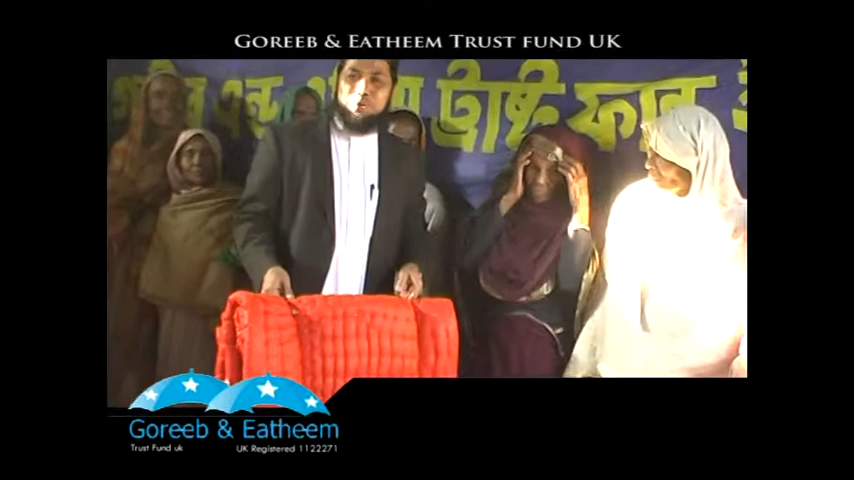 GOREEB & EATHEEM TRUST FUND UK
ট্রাষ্ট ফান্ড
Goreeb & Eatheem
Trust Fund uk UK Registered 1122271